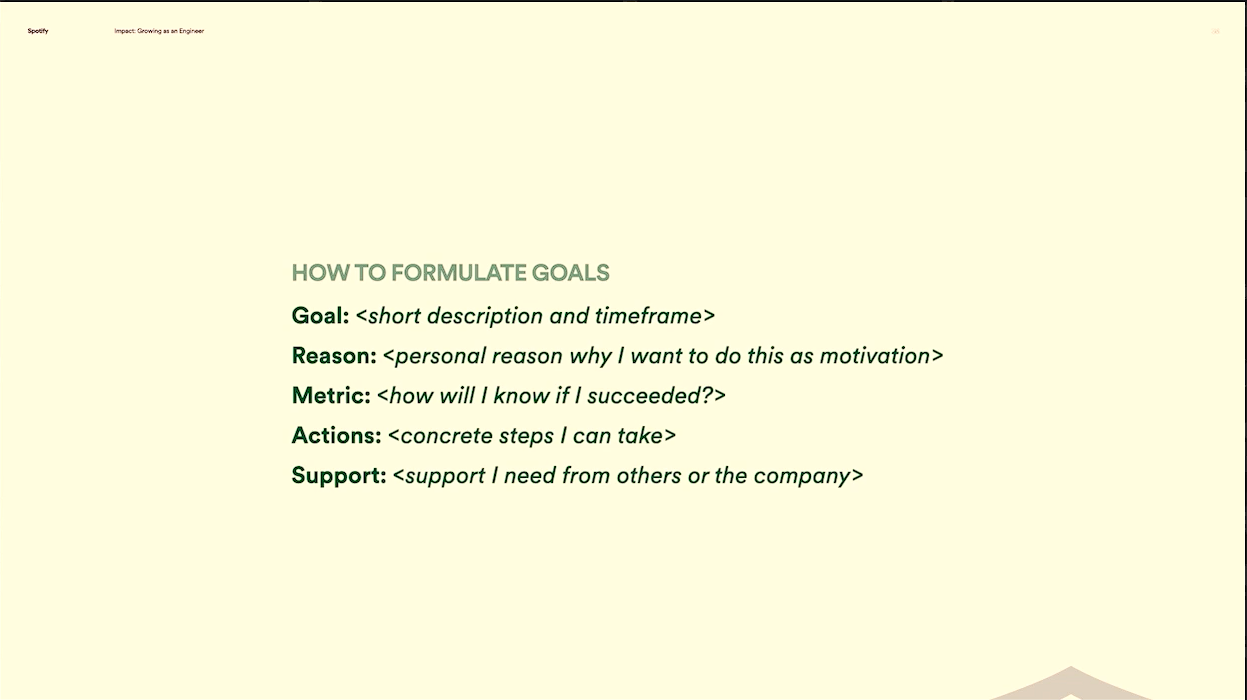 Spotify
Impact: Growing as an Engineer
HOW TO FORMULATE GOALS
Goal: <short description and timeframe>
Reason: <personal reason why I want to do this as motivation>
Metric: <how will I know if I succeeded?>
Actions: <concrete steps I can take>
Support: <support I need from others or the company>